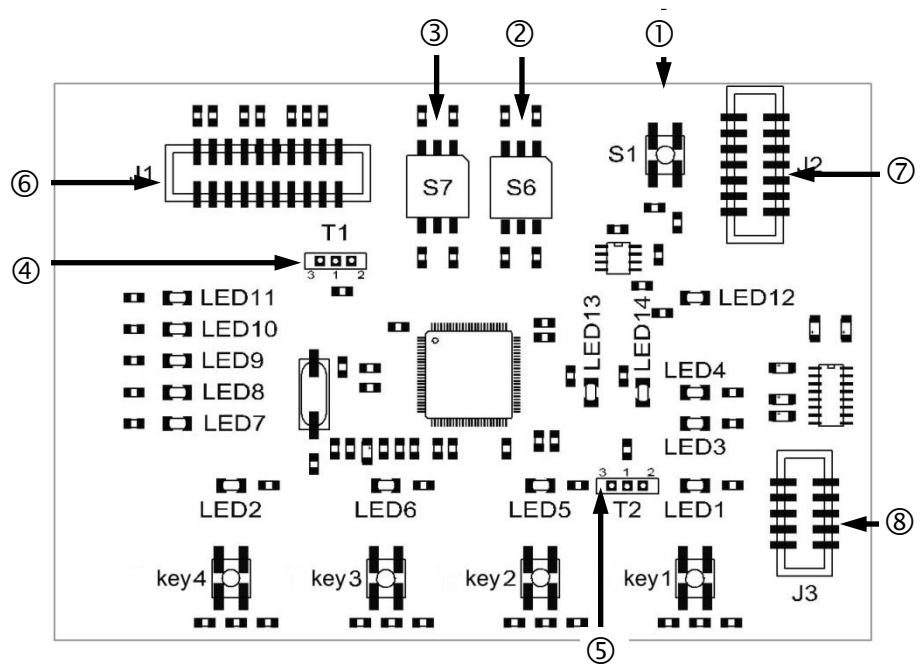 ③ ② ①
S1
J1
J2
S7 S6
⑥
⑦
T1
④
3 1 2
LED11
LED13
LED14
LED12
LED10
LED9
LED4
LED8
LED7
LED3
3 1 2
LED2
LED6
LED5
T2
LED1
⑧
key4
key3
key2
key1
J3
⑤